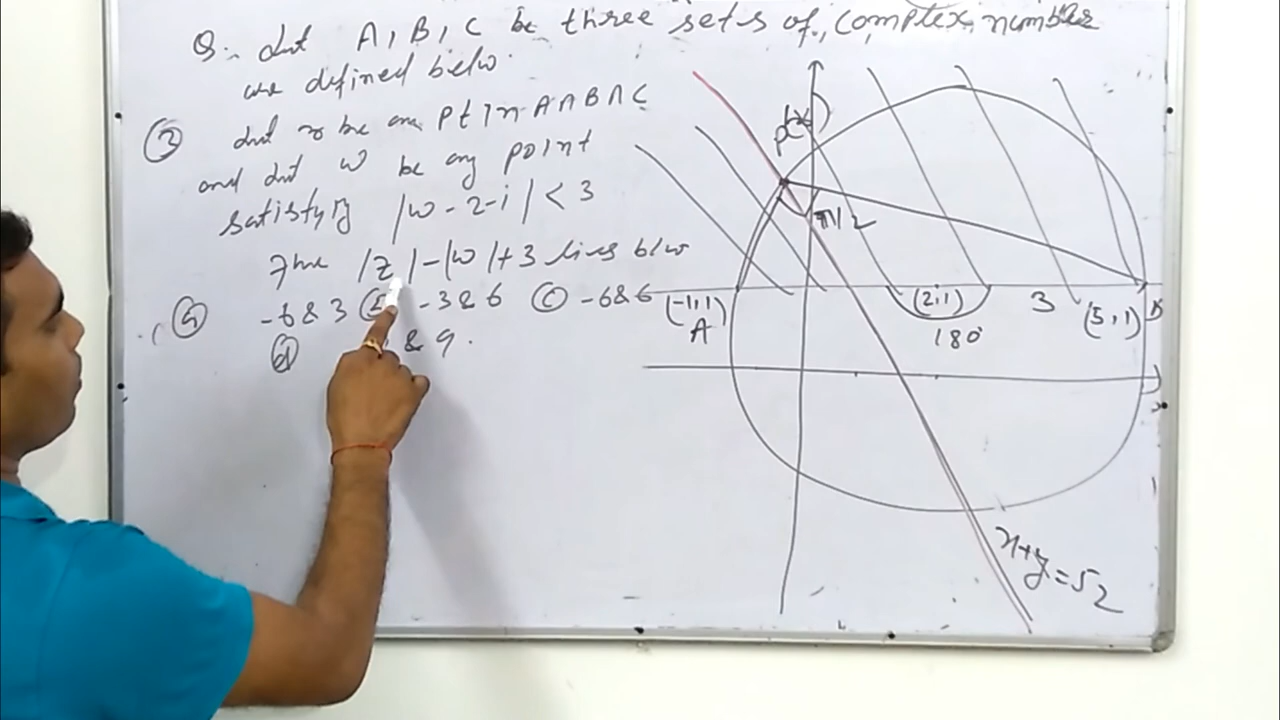 Q. Let A, B, C be three sets of complex number
are defined below.
③ Let z be any pt in A∩B∩C
and let w be any point
satisfying |w - 2 - i| < 3
Then |z| - |w| + 3 lies b/w
ⓐ -6 & 3 ⓑ -3 & 6 ⓒ -6 & 6
ⓓ & 9.
P
π/2
(-1,1)
A
(2,1)
180°
3
(5,1) B
x+y=√2